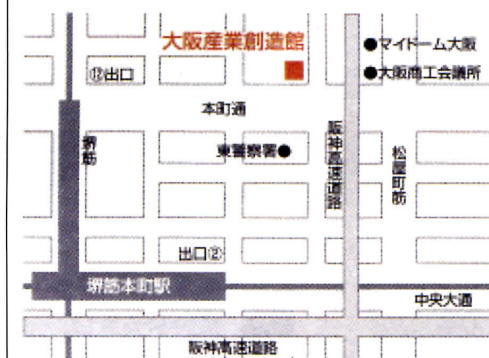 大阪産業創造館
●マイドーム大阪
●大阪商工会議所
⑫出口
本町通
堺筋
東警察署●
阪神高速道路
松屋町筋
出口②
堺筋本町駅
中央大通
阪神高速道路